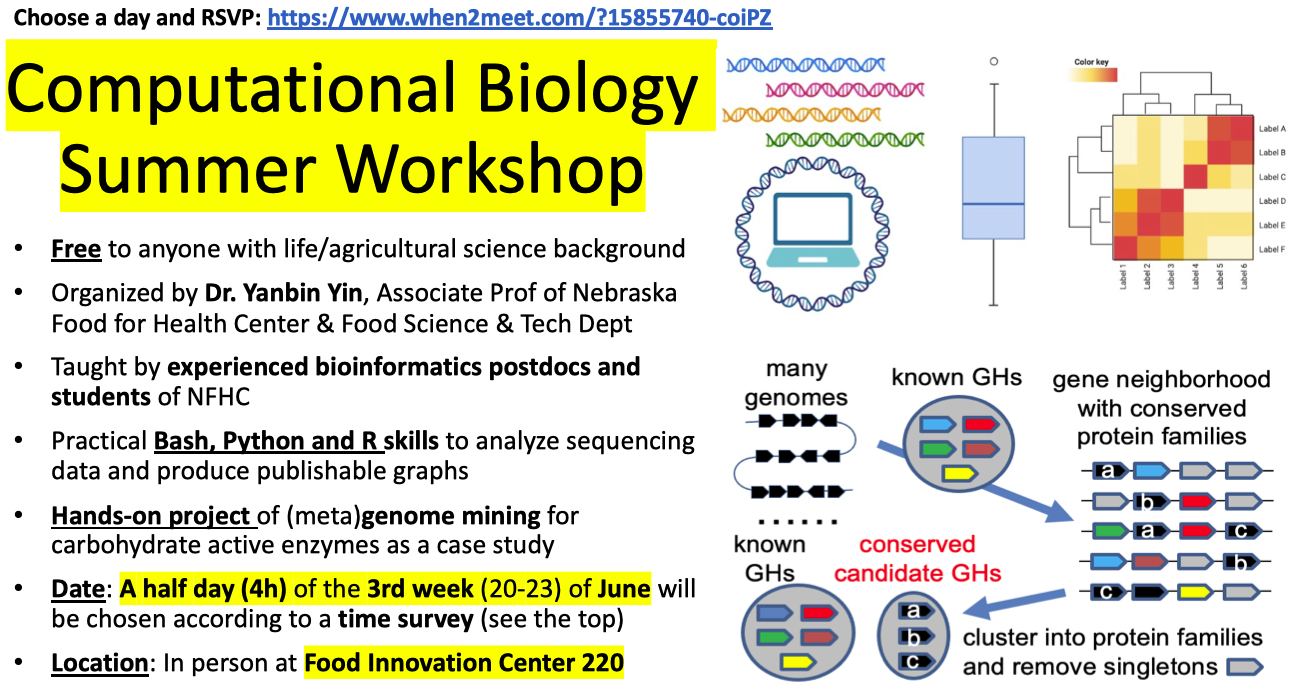 Choose a day and RSVP: https://www.when2meet.com/?15855740-coiPZ
Computational Biology
Summer Workshop
• Free to anyone with life/agricultural science background
• Organized by Dr. Yanbin Yin, Associate Prof of Nebraska
Food for Health Center & Food Science & Tech Dept
• Taught by experienced bioinformatics postdocs and
students of NFHC
• Practical Bash, Python and R skills to analyze sequencing
data and produce publishable graphs
• Hands-on project of (meta)genome mining for
carbohydrate active enzymes as a case study
• Date: A half day (4h) of the 3rd week (20-23) of June will
be chosen according to a time survey (see the top)
• Location: In person at Food Innovation Center 220
Color key
Label A
Label B
Label C
Label D
Label E
Label F
Label 1
Label 2
Label 3
Label 4
Label 5
Label 6
many
genomes
......
known GHs
gene neighborhood
with conserved
protein families
a
b
a c
b
c
known
GHs
conserved
candidate GHs
a
b
c
cluster into protein families
and remove singletons